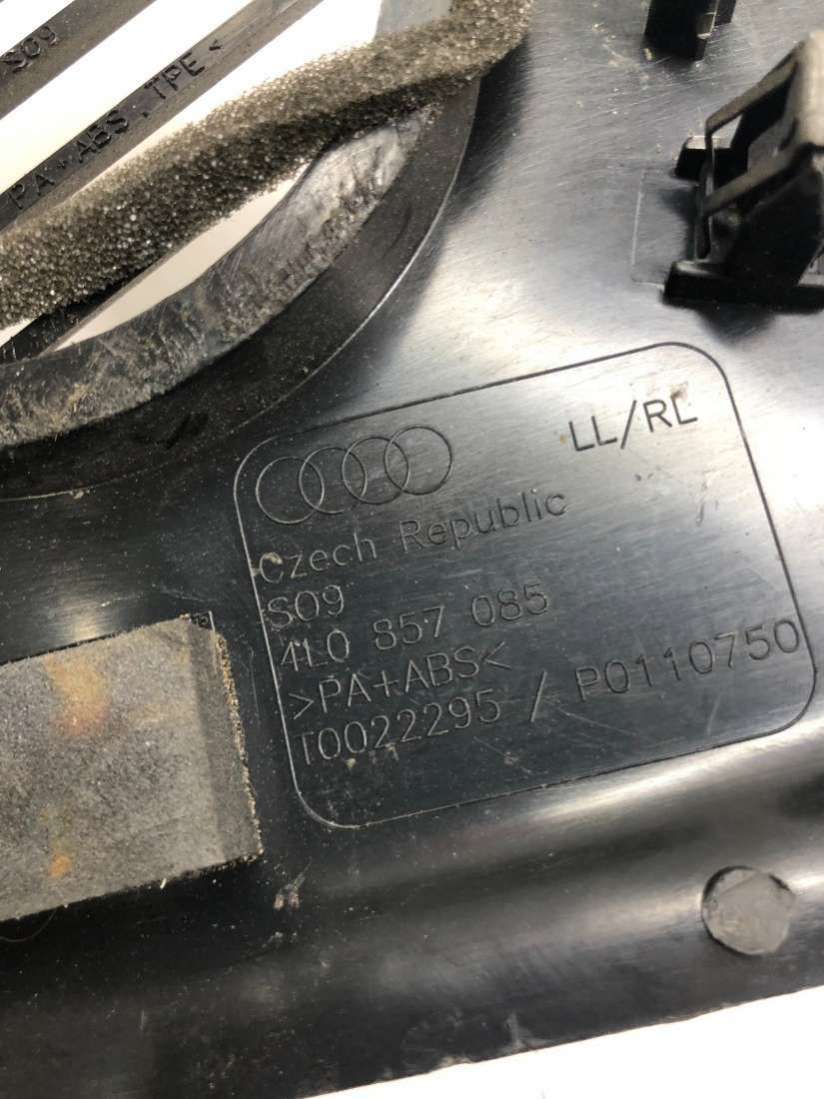 S09
PA+ABS . TPE<
LL/RL
Czech Republic
S09
4L0 857 085
>PA+ABS<
T0022295 / P0110750